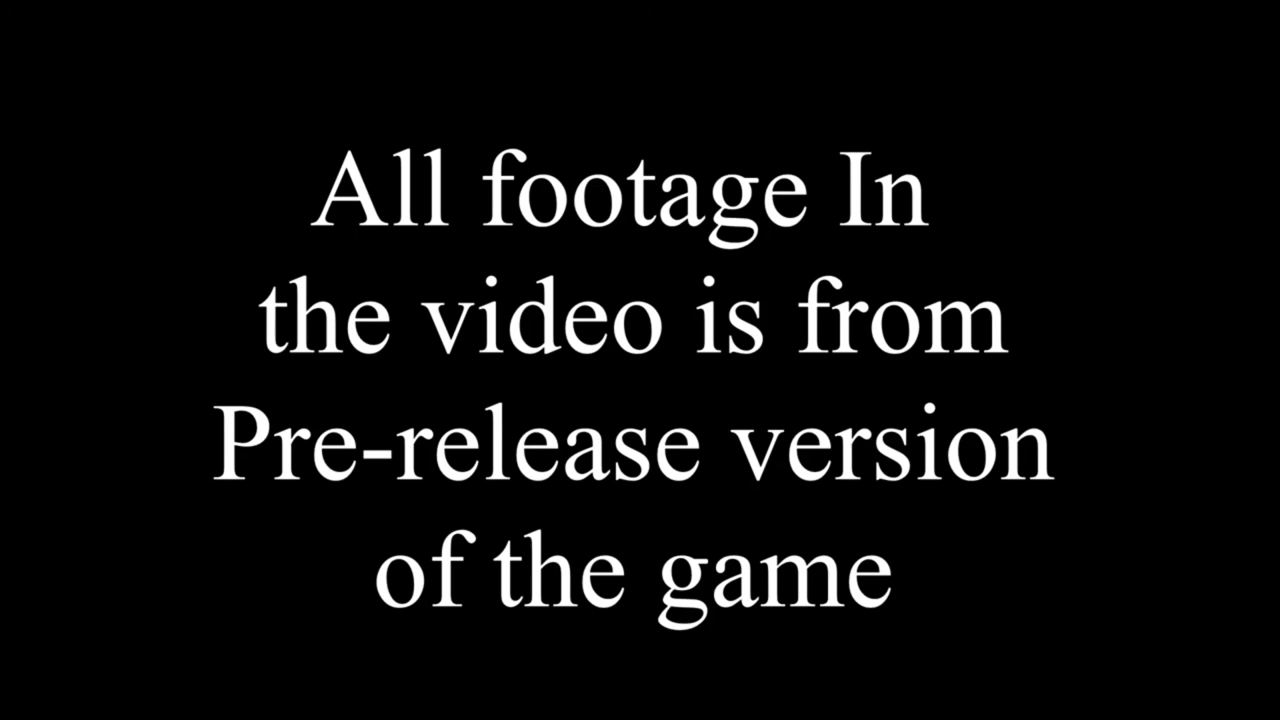 All footage In
the video is from
Pre-release version
of the game